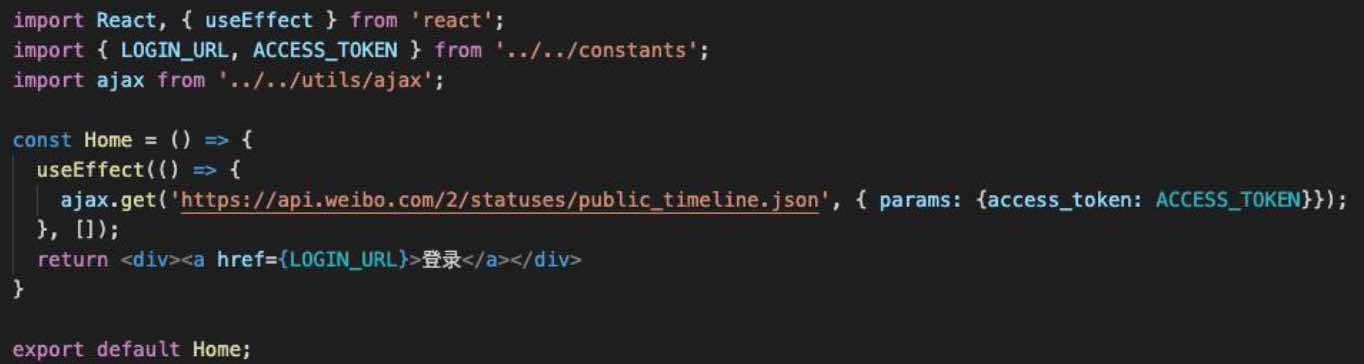 import React, { useEffect } from 'react';
import { LOGIN_URL, ACCESS_TOKEN } from '../../constants';
import ajax from '../../utils/ajax';

const Home = () => {
  useEffect(() => {
    ajax.get('https://api.weibo.com/2/statuses/public_timeline.json', { params: {access_token: ACCESS_TOKEN}});
  }, []);
  return <div><a href={LOGIN_URL}>登录</a></div>
}

export default Home;